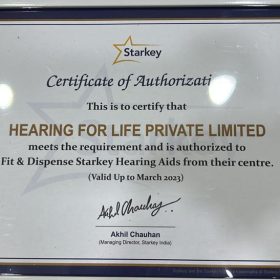 Starkey
Certificate of Authorizati
This is to certify that
HEARING FOR LIFE PRIVATE LIMITED
meets the requirement and is authorized to
Fit & Dispense Starkey Hearing Aids from their centre.
(Valid Up to March 2023)
Akhil Chauhan
Akhil Chauhan
(Managing Director, Starkey India)